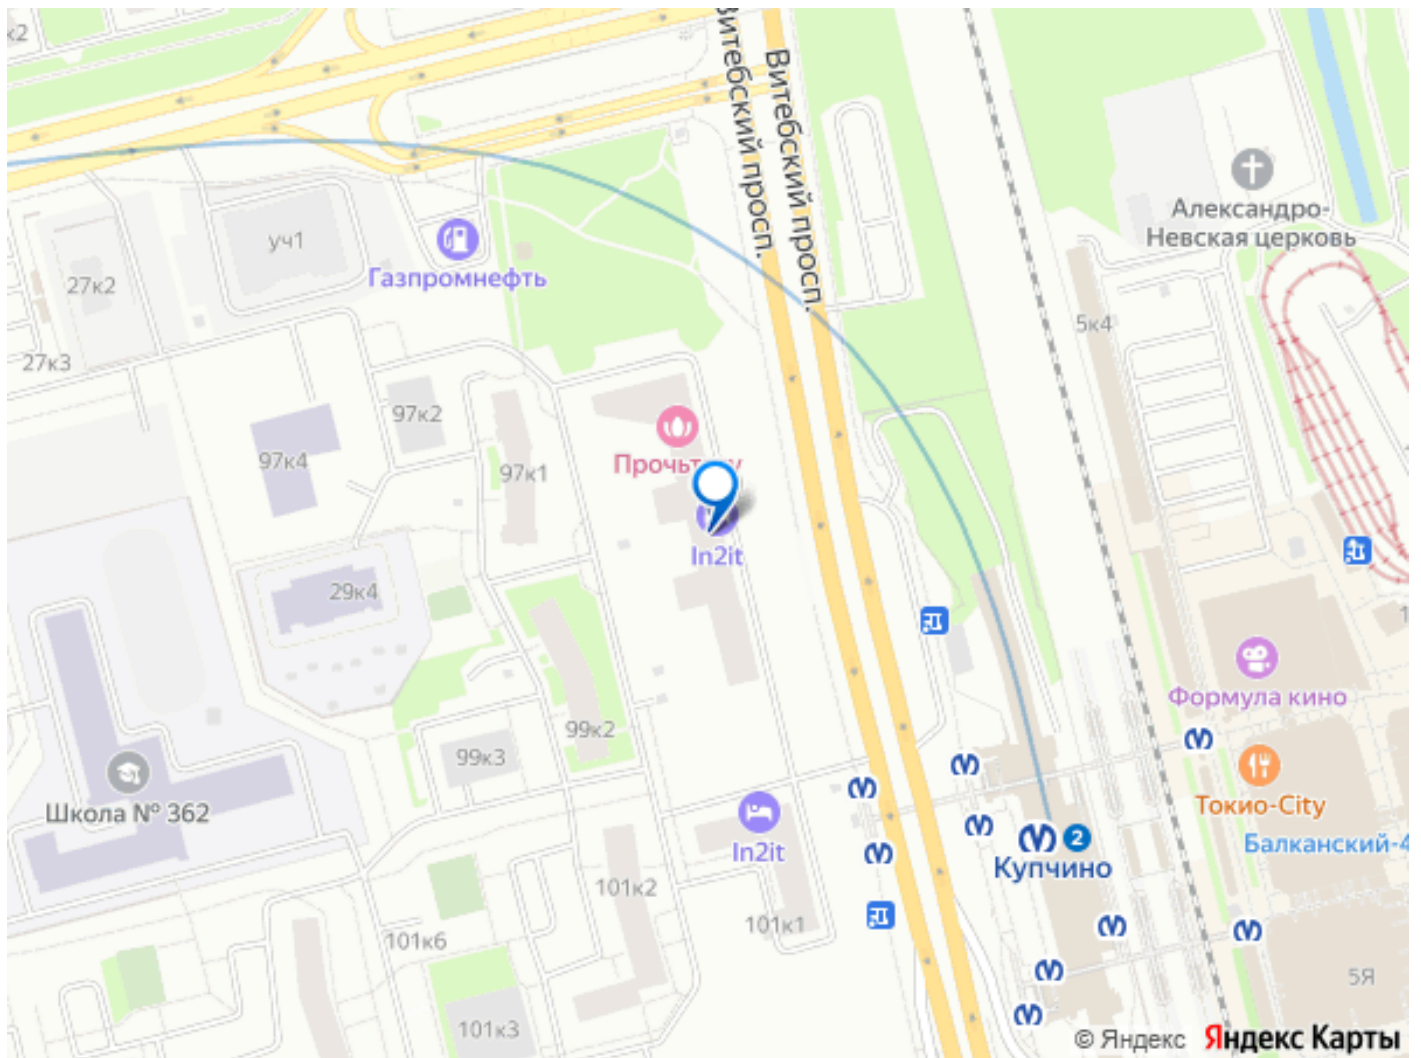 к2
Витебский просп.
Витебский просп.
Александро-
Невская церковь
уч1
Газпромнефть
27к2
27к3
5к4
97к2
97к4
97к1
In2it
29к4
Формула кино
99к2
99к3
Токио-City
Школа № 362
In2it
2
Купчино
Балканский-4
101к2
101к1
101к6
5Я
101к3
© Яндекс Яндекс Карты